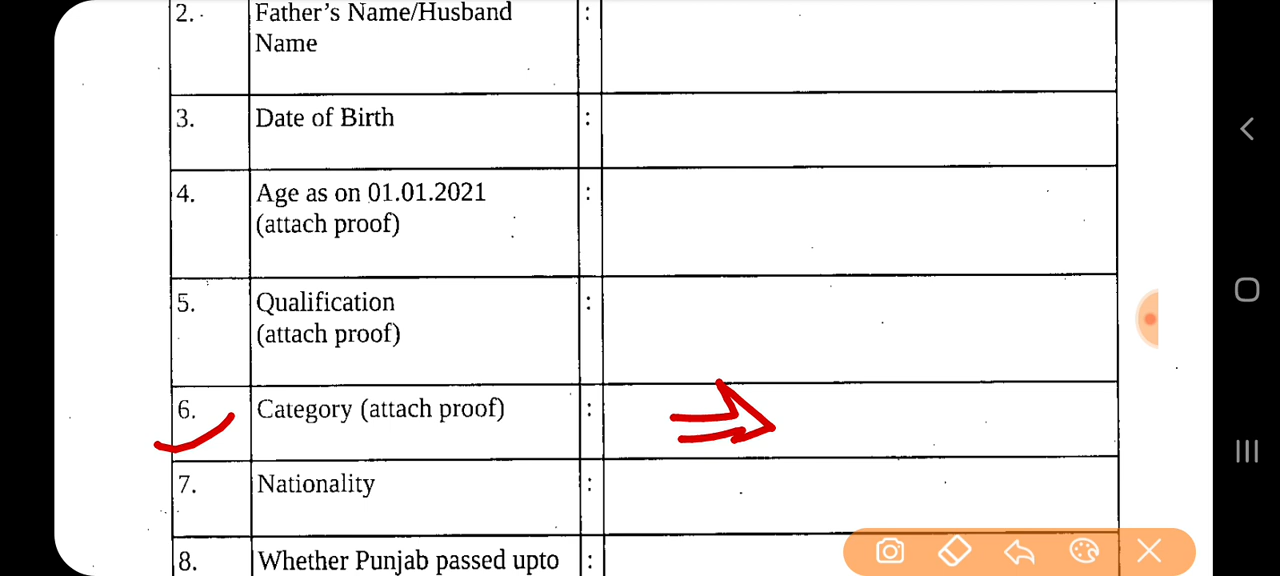 2.
Father’s Name/Husband
Name
:
3.
Date of Birth
:
4.
Age as on 01.01.2021
(attach proof)
:
5.
Qualification
(attach proof)
:
6.
Category (attach proof)
:
7.
Nationality
:
8.
Whether Punjab passed upto
: